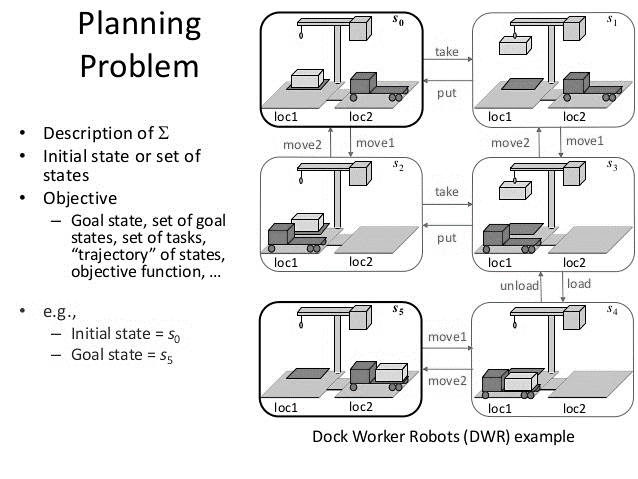 Planning
Problem
• Description of Σ
• Initial state or set of
states
• Objective
– Goal state, set of goal
states, set of tasks,
“trajectory” of states,
objective function, …
• e.g.,
– Initial state = s0
– Goal state = s5
s0
loc1 loc2
take
put
s1
loc1 loc2
move2 move1
move2 move1
s2
loc1 loc2
take
put
s3
loc1 loc2
unload load
s5
loc1 loc2
move1
move2
s4
loc1 loc2
Dock Worker Robots (DWR) example